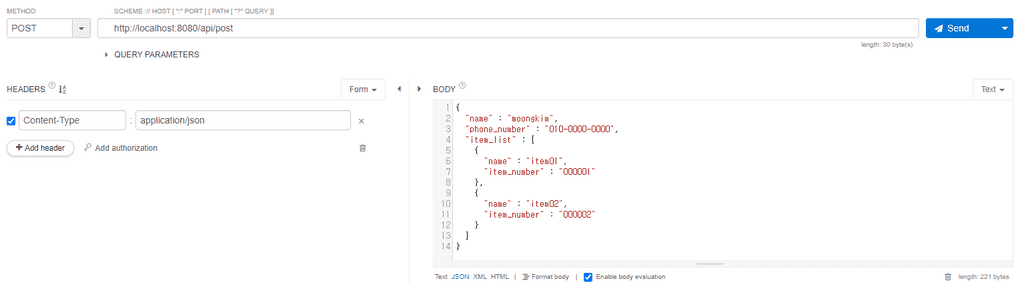 METHOD
SCHEME :// HOST [ ":" PORT ] [ PATH [ "?" QUERY ]]
POST
http://localhost:8080/api/post
Send
length: 30 byte(s)
QUERY PARAMETERS
HEADERS
Form
BODY
Text
Content-Type : application/json
Add header
Add authorization
1 {
2 "name" : "moongkim",
3 "phone_number" : "010-0000-0000",
4 "item_list" : [
5 {
6 "name" : "item01",
7 "item_number" : "000001"
8 },
9 {
10 "name" : "item02",
11 "item_number" : "000002"
12 }
13 ]
14 }
Text JSON XML HTML | Format body | Enable body evaluation
length: 221 bytes